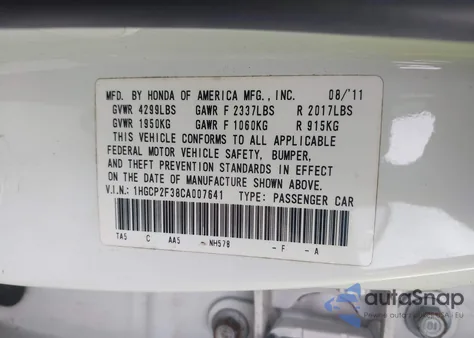 MFD. BY HONDA OF AMERICA MFG., INC. 08/'11
GVWR 4299LBS GAWR F 2337LBS R 2017LBS
GVWR 1950KG GAWR F 1060KG R 915KG
THIS VEHICLE CONFORMS TO ALL APPLICABLE
FEDERAL MOTOR VEHICLE SAFETY, BUMPER,
AND THEFT PREVENTION STANDARDS IN EFFECT
ON THE DATE OF MANUFACTURE SHOWN ABOVE.
V.I.N.: 1HGCP2F38CA007641 TYPE: PASSENGER CAR
TA5 C AA5 NH578 - F - A
autoSnap